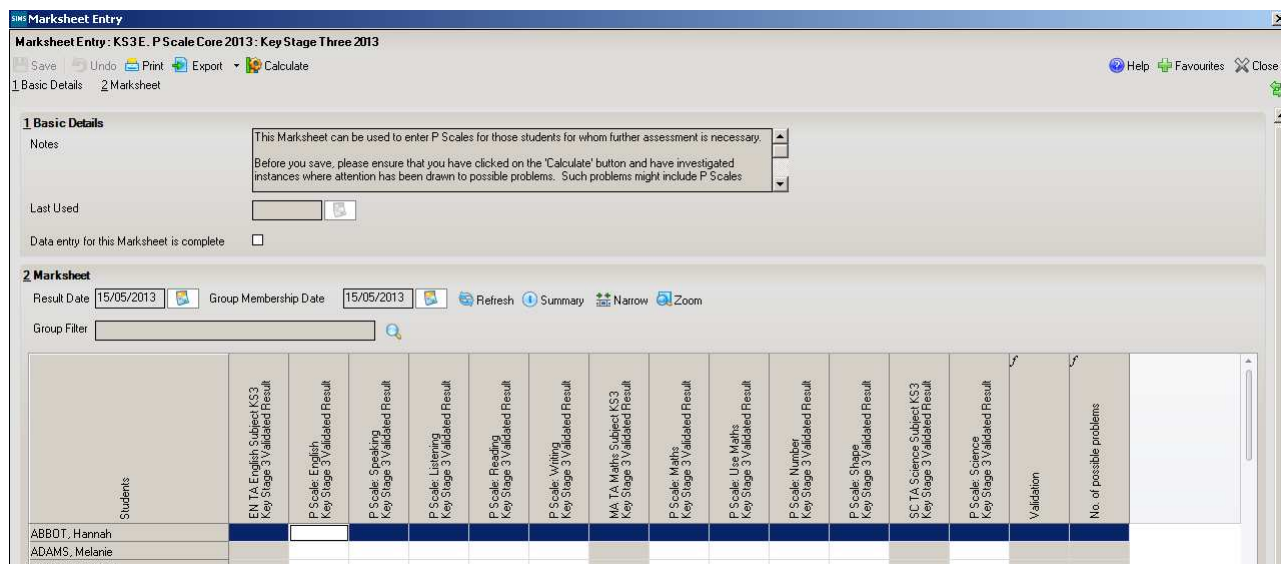 SIMS Marksheet Entry
Marksheet Entry : KS3 E. P Scale Core 2013 : Key Stage Three 2013
Save Undo Print Export Calculate Help Favourites Close
1 Basic Details 2 Marksheet
1 Basic Details
Notes
This Marksheet can be used to enter P Scales for those students for whom further assessment is necessary.
Before you save, please ensure that you have clicked on the 'Calculate' button and have investigated
instances where attention has been drawn to possible problems. Such problems might include P Scales
Last Used
Data entry for this Marksheet is complete
2 Marksheet
Result Date 15/05/2013 Group Membership Date 15/05/2013 Refresh Summary Narrow Zoom
Group Filter
Students
EN TA English Subject KS3
Key Stage 3 Validated Result
P Scale: English
Key Stage 3 Validated Result
P Scale: Speaking
Key Stage 3 Validated Result
P Scale: Listening
Key Stage 3 Validated Result
P Scale: Reading
Key Stage 3 Validated Result
P Scale: Writing
Key Stage 3 Validated Result
MA TA Maths Subject KS3
Key Stage 3 Validated Result
P Scale: Maths
Key Stage 3 Validated Result
P Scale: Use Maths
Key Stage 3 Validated Result
P Scale: Number
Key Stage 3 Validated Result
P Scale: Shape
Key Stage 3 Validated Result
SC TA Science Subject KS3
Key Stage 3 Validated Result
P Scale: Science
Key Stage 3 Validated Result
f
Validation
f
No. of possible problems
ABBOT, Hannah
ADAMS, Melanie